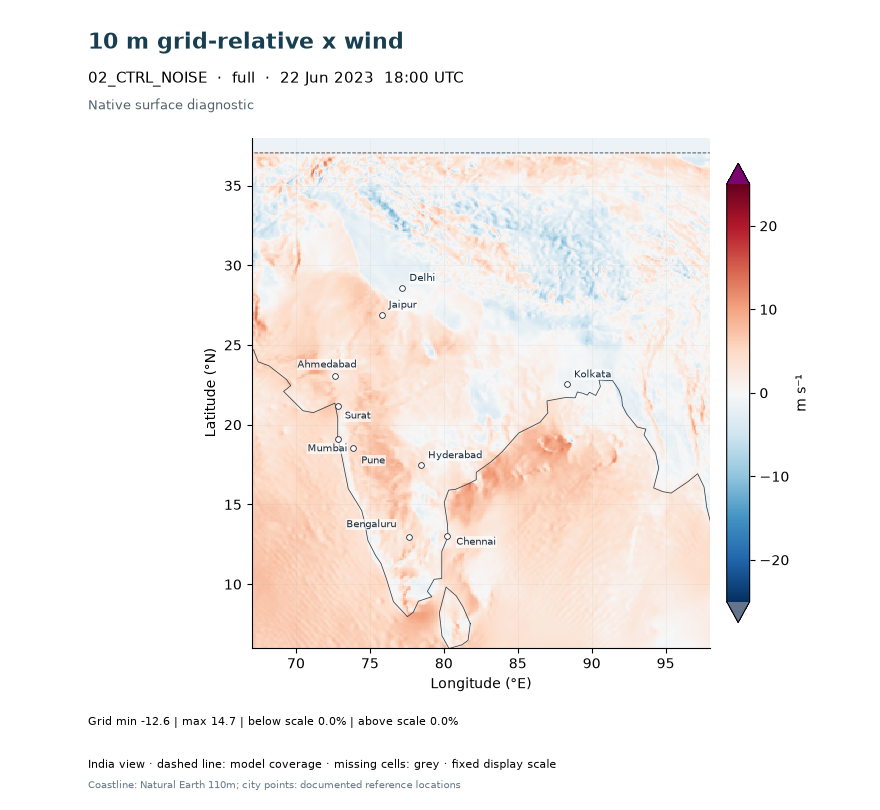 10 m grid-relative x wind
02_CTRL_NOISE · full · 22 Jun 2023 18:00 UTC
Native surface diagnostic
35
30
25
20
15
10
Latitude (°N)
Delhi
Jaipur
Ahmedabad
Kolkata
Surat
Mumbai
Pune
Hyderabad
Bengaluru
Chennai
70
75
80
85
90
95
Longitude (°E)
20
10
0
−10
−20
m s⁻¹
Grid min -12.6 | max 14.7 | below scale 0.0% | above scale 0.0%
India view · dashed line: model coverage · missing cells: grey · fixed display scale
Coastline: Natural Earth 110m; city points: documented reference locations